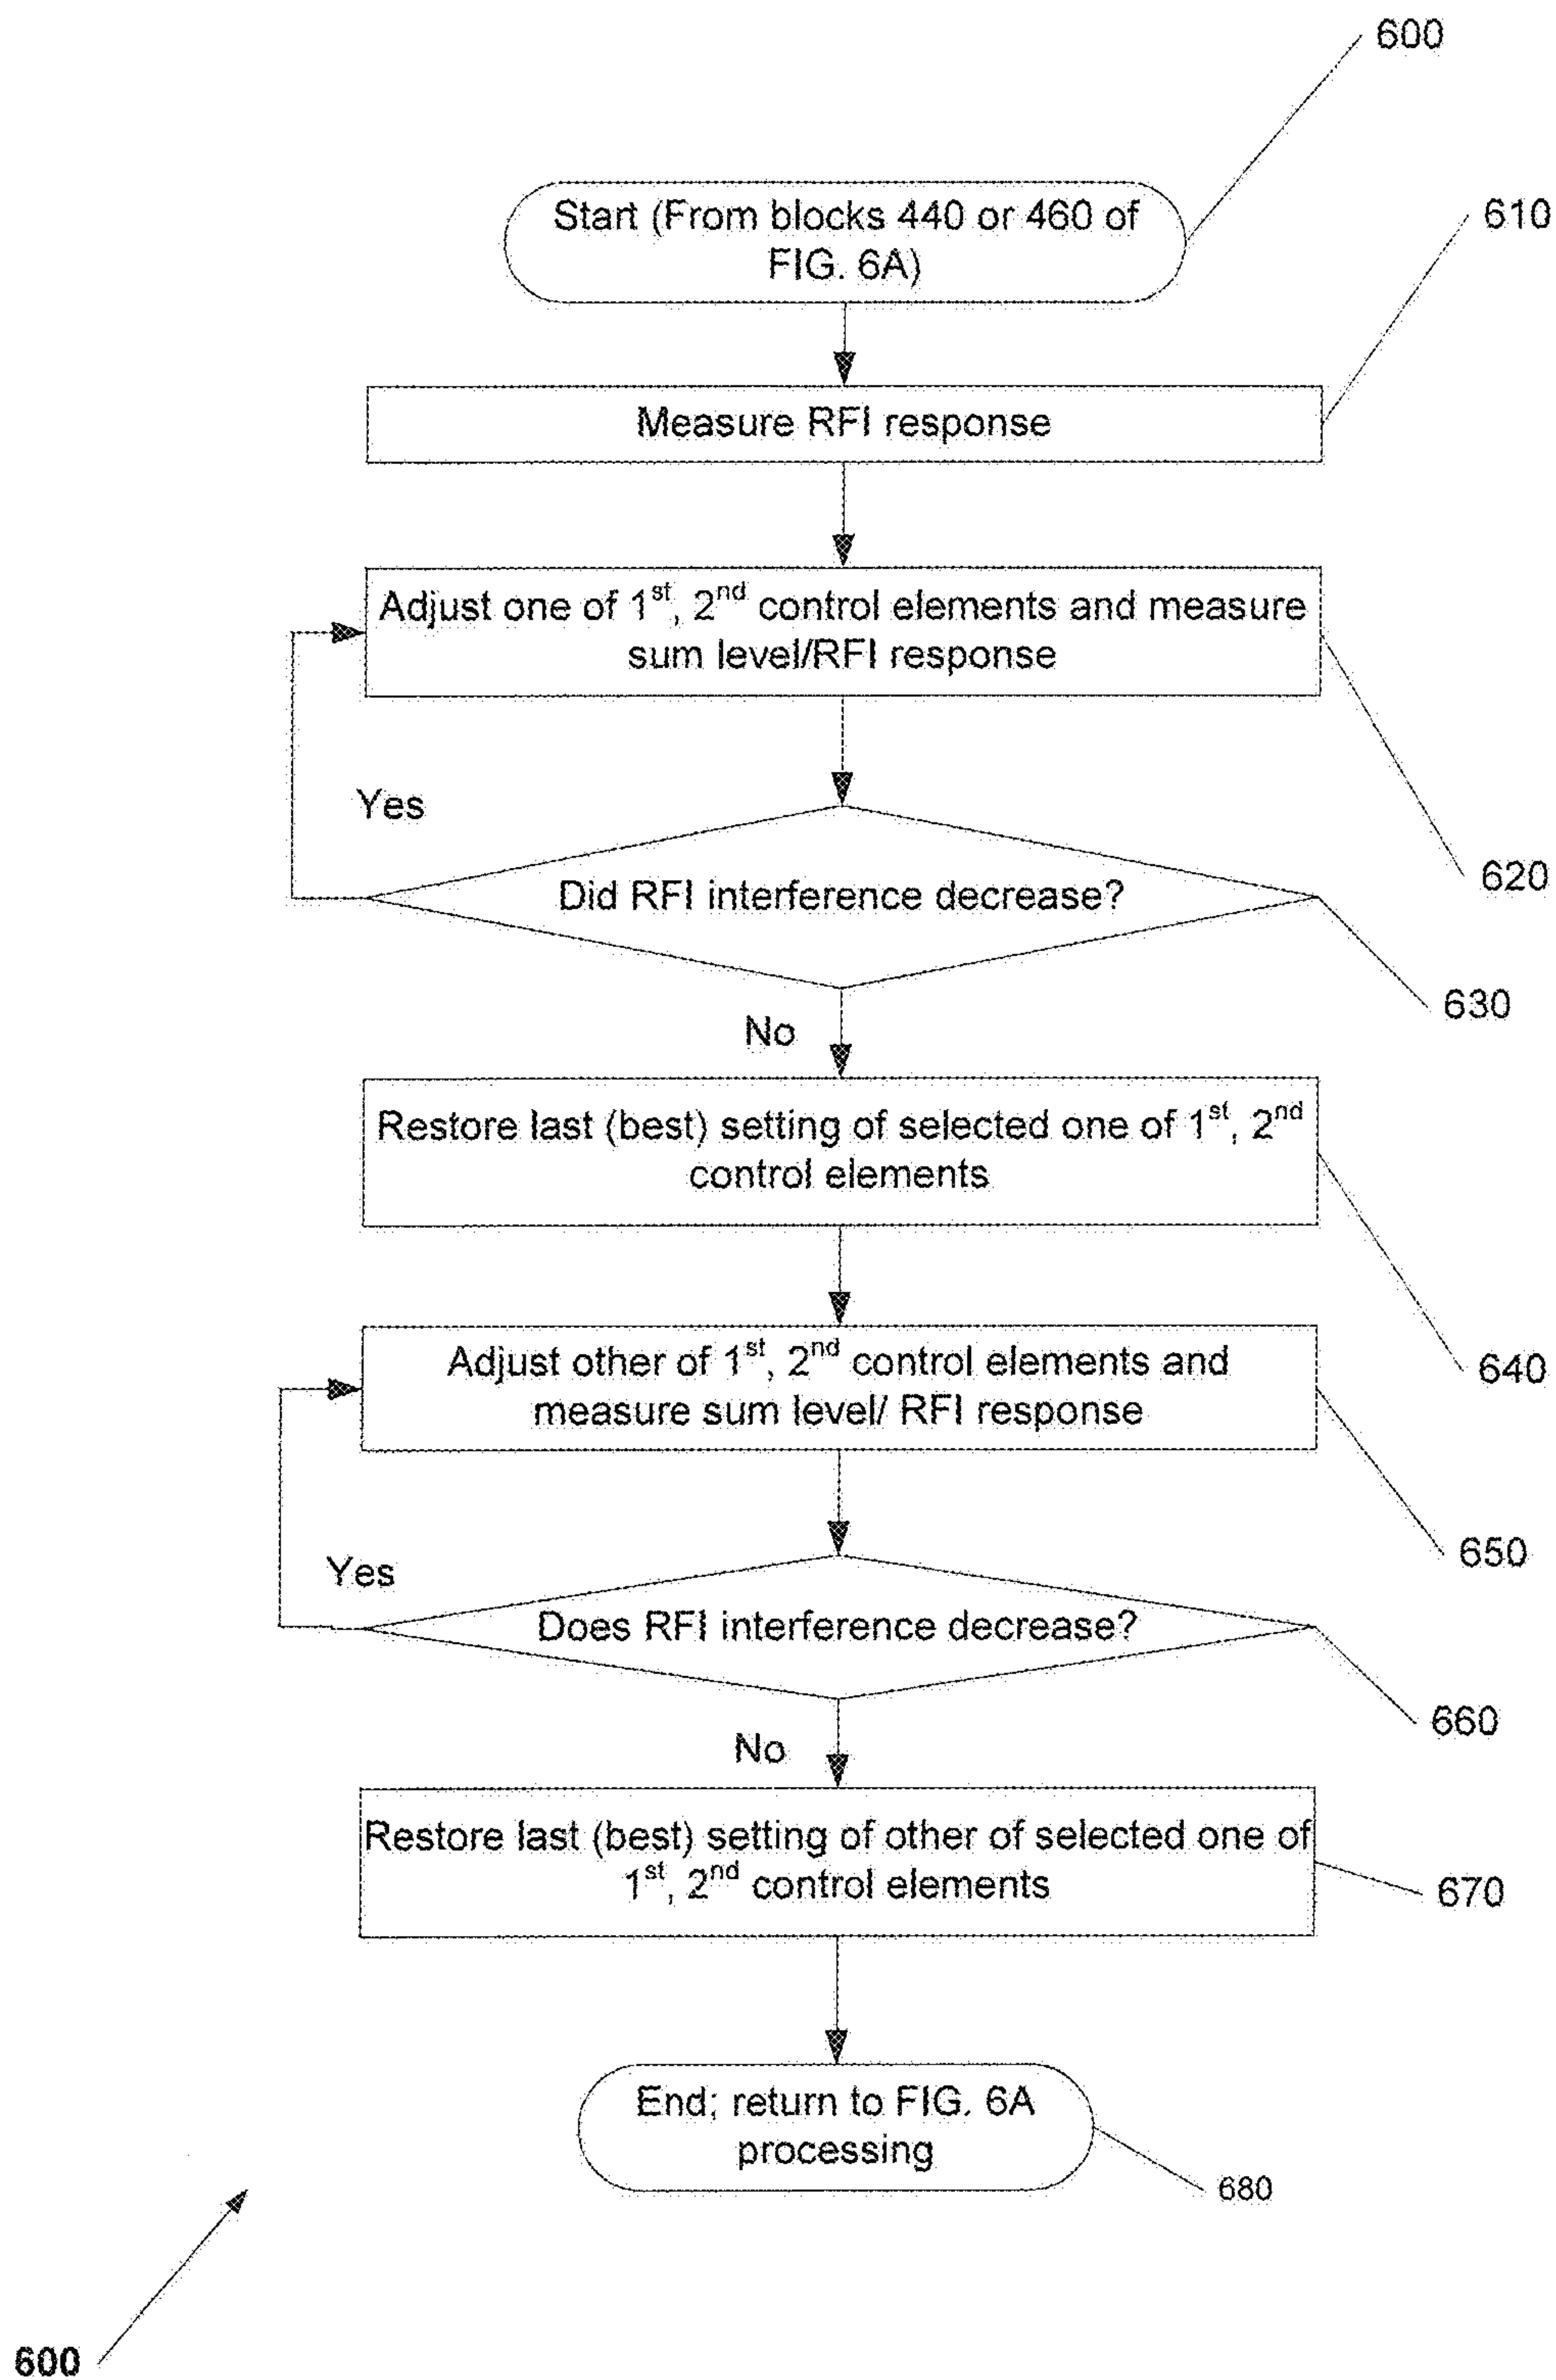 600
Start (From blocks 440 or 460 of
FIG. 6A)
610
Measure RFI response
Adjust one of 1st, 2nd control elements and measure
sum level/RFI response
620
Yes
Did RFI interference decrease?
630
No
Restore last (best) setting of selected one of 1st, 2nd
control elements
640
Adjust other of 1st, 2nd control elements and
measure sum level/ RFI response
650
Yes
Does RFI interference decrease?
660
No
Restore last (best) setting of other of selected one of
1st, 2nd control elements
670
End; return to FIG. 6A
processing
680
600